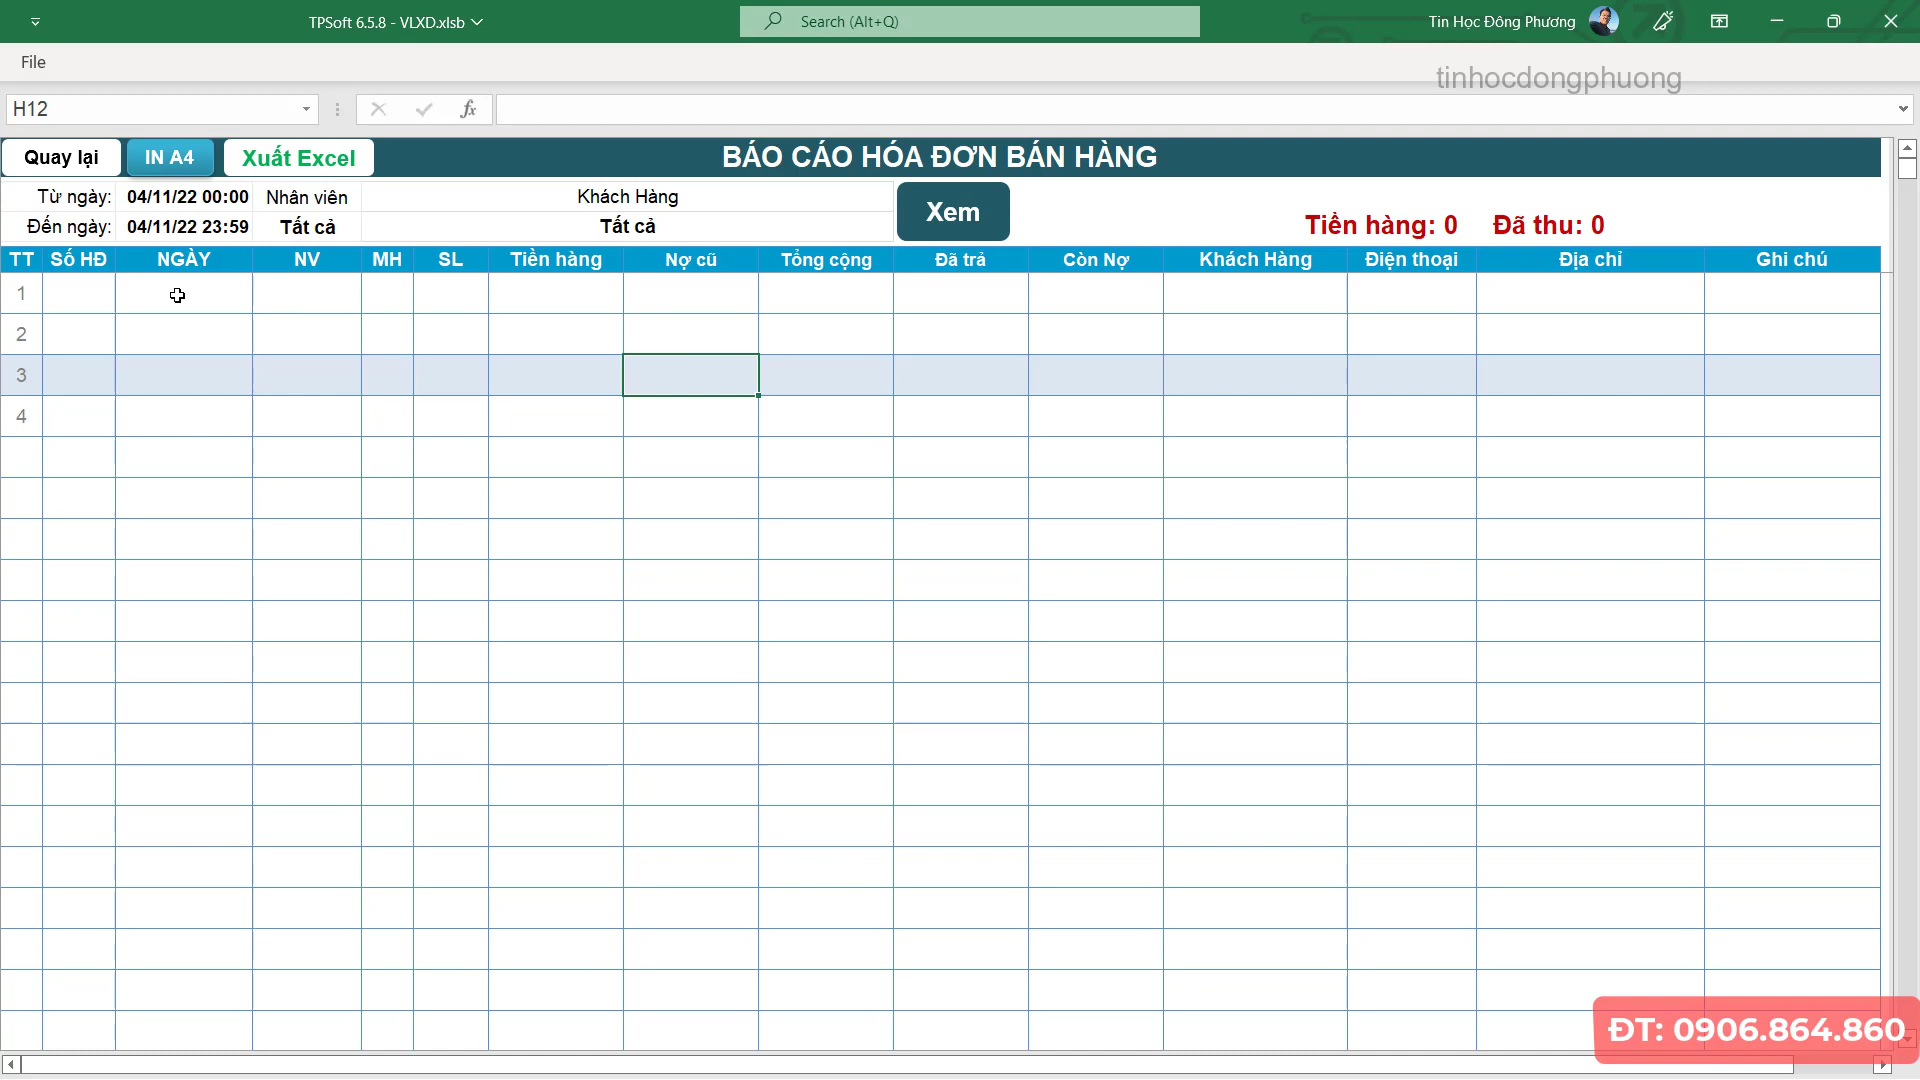 TPSoft 6.5.8 - VLXD.xlsb
Search (Alt+Q)
Tin Học Đông Phương
File
tinhocdongphuong
H12
fx
Quay lại
IN A4
Xuất Excel
BÁO CÁO HÓA ĐƠN BÁN HÀNG
Từ ngày: 04/11/22 00:00 Nhân viên Khách Hàng
Đến ngày: 04/11/22 23:59 Tất cả Tất cả
Xem
Tiền hàng: 0 Đã thu: 0
TT Số HĐ NGÀY NV MH SL Tiền hàng Nợ cũ Tổng cộng Đã trả Còn Nợ Khách Hàng Điện thoại Địa chỉ Ghi chú
1
2
3
4
ĐT: 0906.864.860